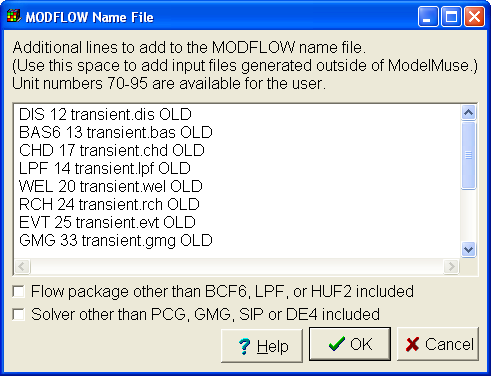 MODFLOW Name File
Additional lines to add to the MODFLOW name file.
(Use this space to add input files generated outside of ModelMuse.)
Unit numbers 70-95 are available for the user.
DIS 12 transient.dis OLD
BAS6 13 transient.bas OLD
CHD 17 transient.chd OLD
LPF 14 transient.lpf OLD
WEL 20 transient.wel OLD
RCH 24 transient.rch OLD
EVT 25 transient.evt OLD
GMG 33 transient.gmg OLD
Flow package other than BCF6, LPF, or HUF2 included
Solver other than PCG, GMG, SIP or DE4 included
? Help OK Cancel